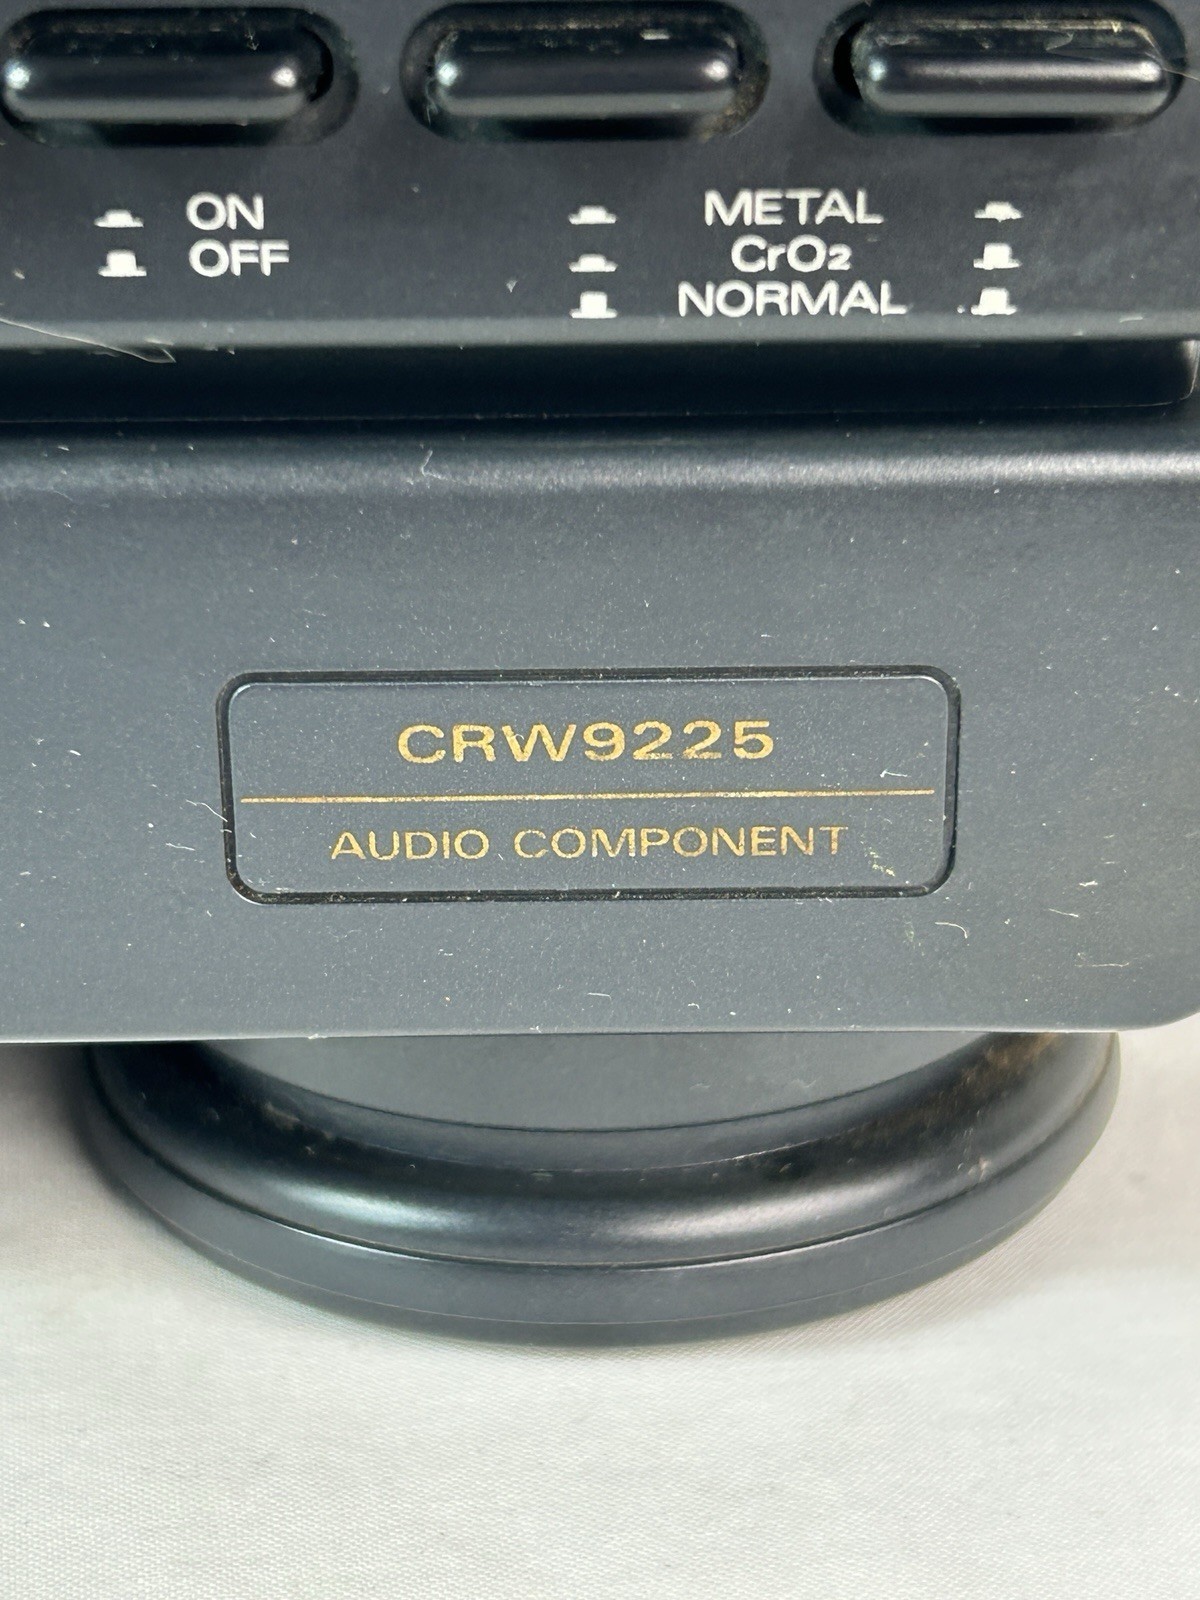 ON
OFF
METAL
CrO2
NORMAL
CRW9225
AUDIO COMPONENT